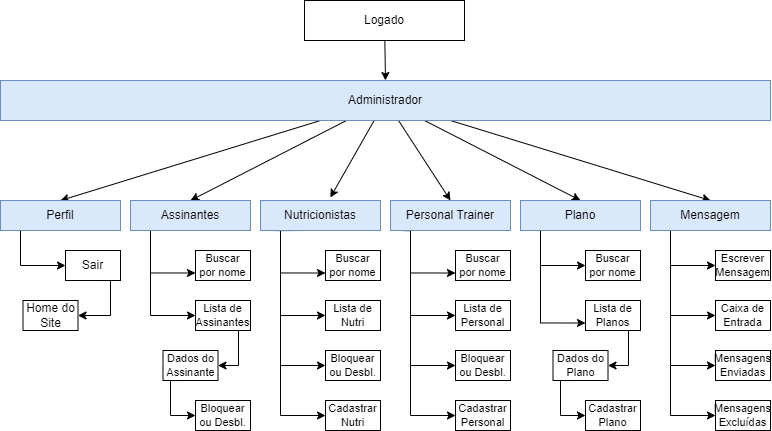 Logado
Administrador
Perfil
Assinantes
Nutricionistas
Personal Trainer
Plano
Mensagem
Sair
Home do
Site
Buscar
por nome
Lista de
Assinantes
Dados do
Assinante
Bloquear
ou Desbl.
Buscar
por nome
Lista de
Nutri
Bloquear
ou Desbl.
Cadastrar
Nutri
Buscar
por nome
Lista de
Personal
Bloquear
ou Desbl.
Cadastrar
Personal
Buscar
por nome
Lista de
Planos
Dados do
Plano
Cadastrar
Plano
Escrever
Mensagem
Caixa de
Entrada
Mensagens
Enviadas
Mensagens
Excluídas